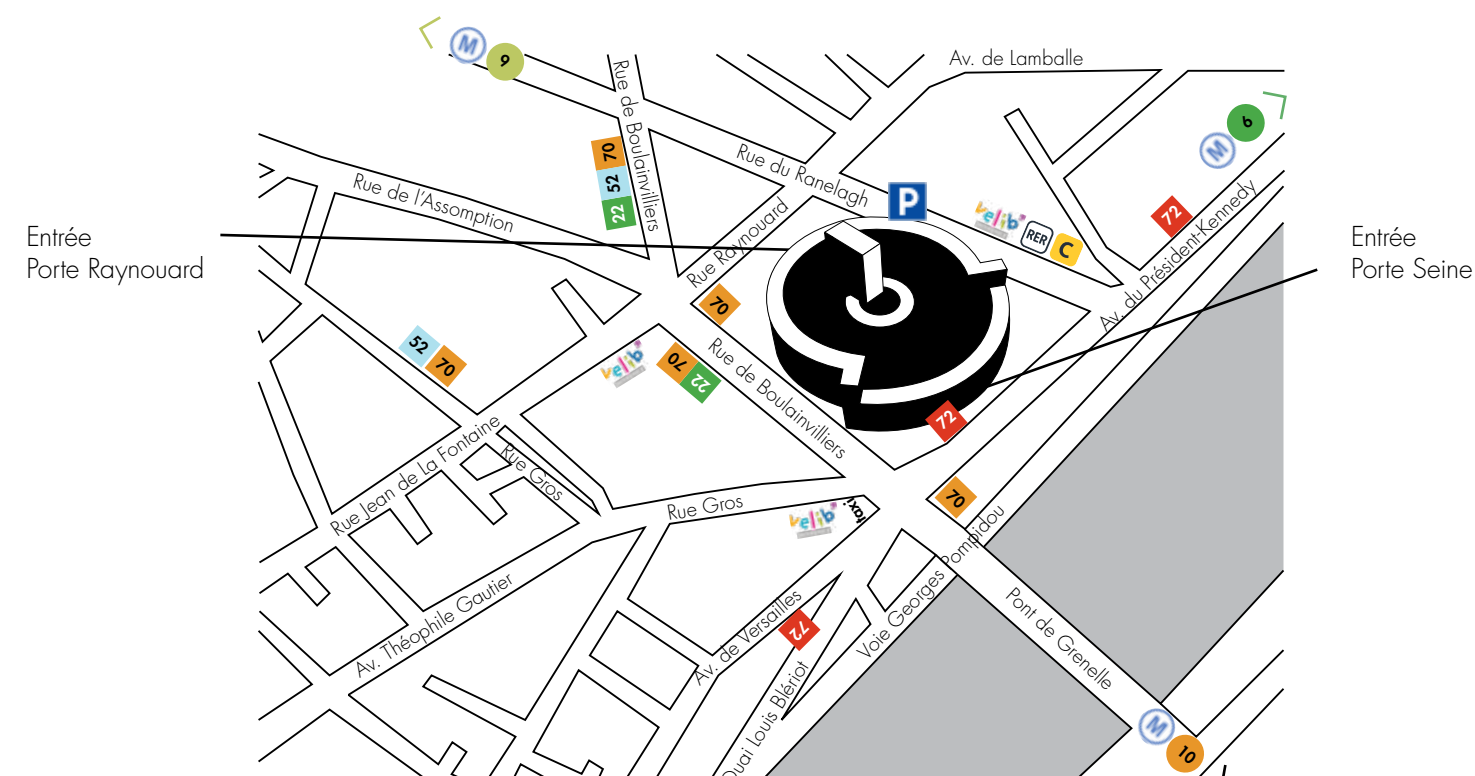 M 9
Av. de Lamballe
Rue de Boulainvilliers
M 6
70
52
22
Rue du Ranelagh
Rue de l'Assomption
P
velib'
RER C
72
Av. du Président-Kennedy
Entrée
Porte Raynouard
Rue Raynouard
Entrée
Porte Seine
70
52
70
velib'
70
22
Rue de Boulainvilliers
72
Rue Jean de La Fontaine
Rue Gros
Rue Gros
velib'
taxi
70
Voie Georges Pompidou
Av. Théophile Gautier
Av. de Versailles
72
Pont de Grenelle
Quai Louis Blériot
M 10